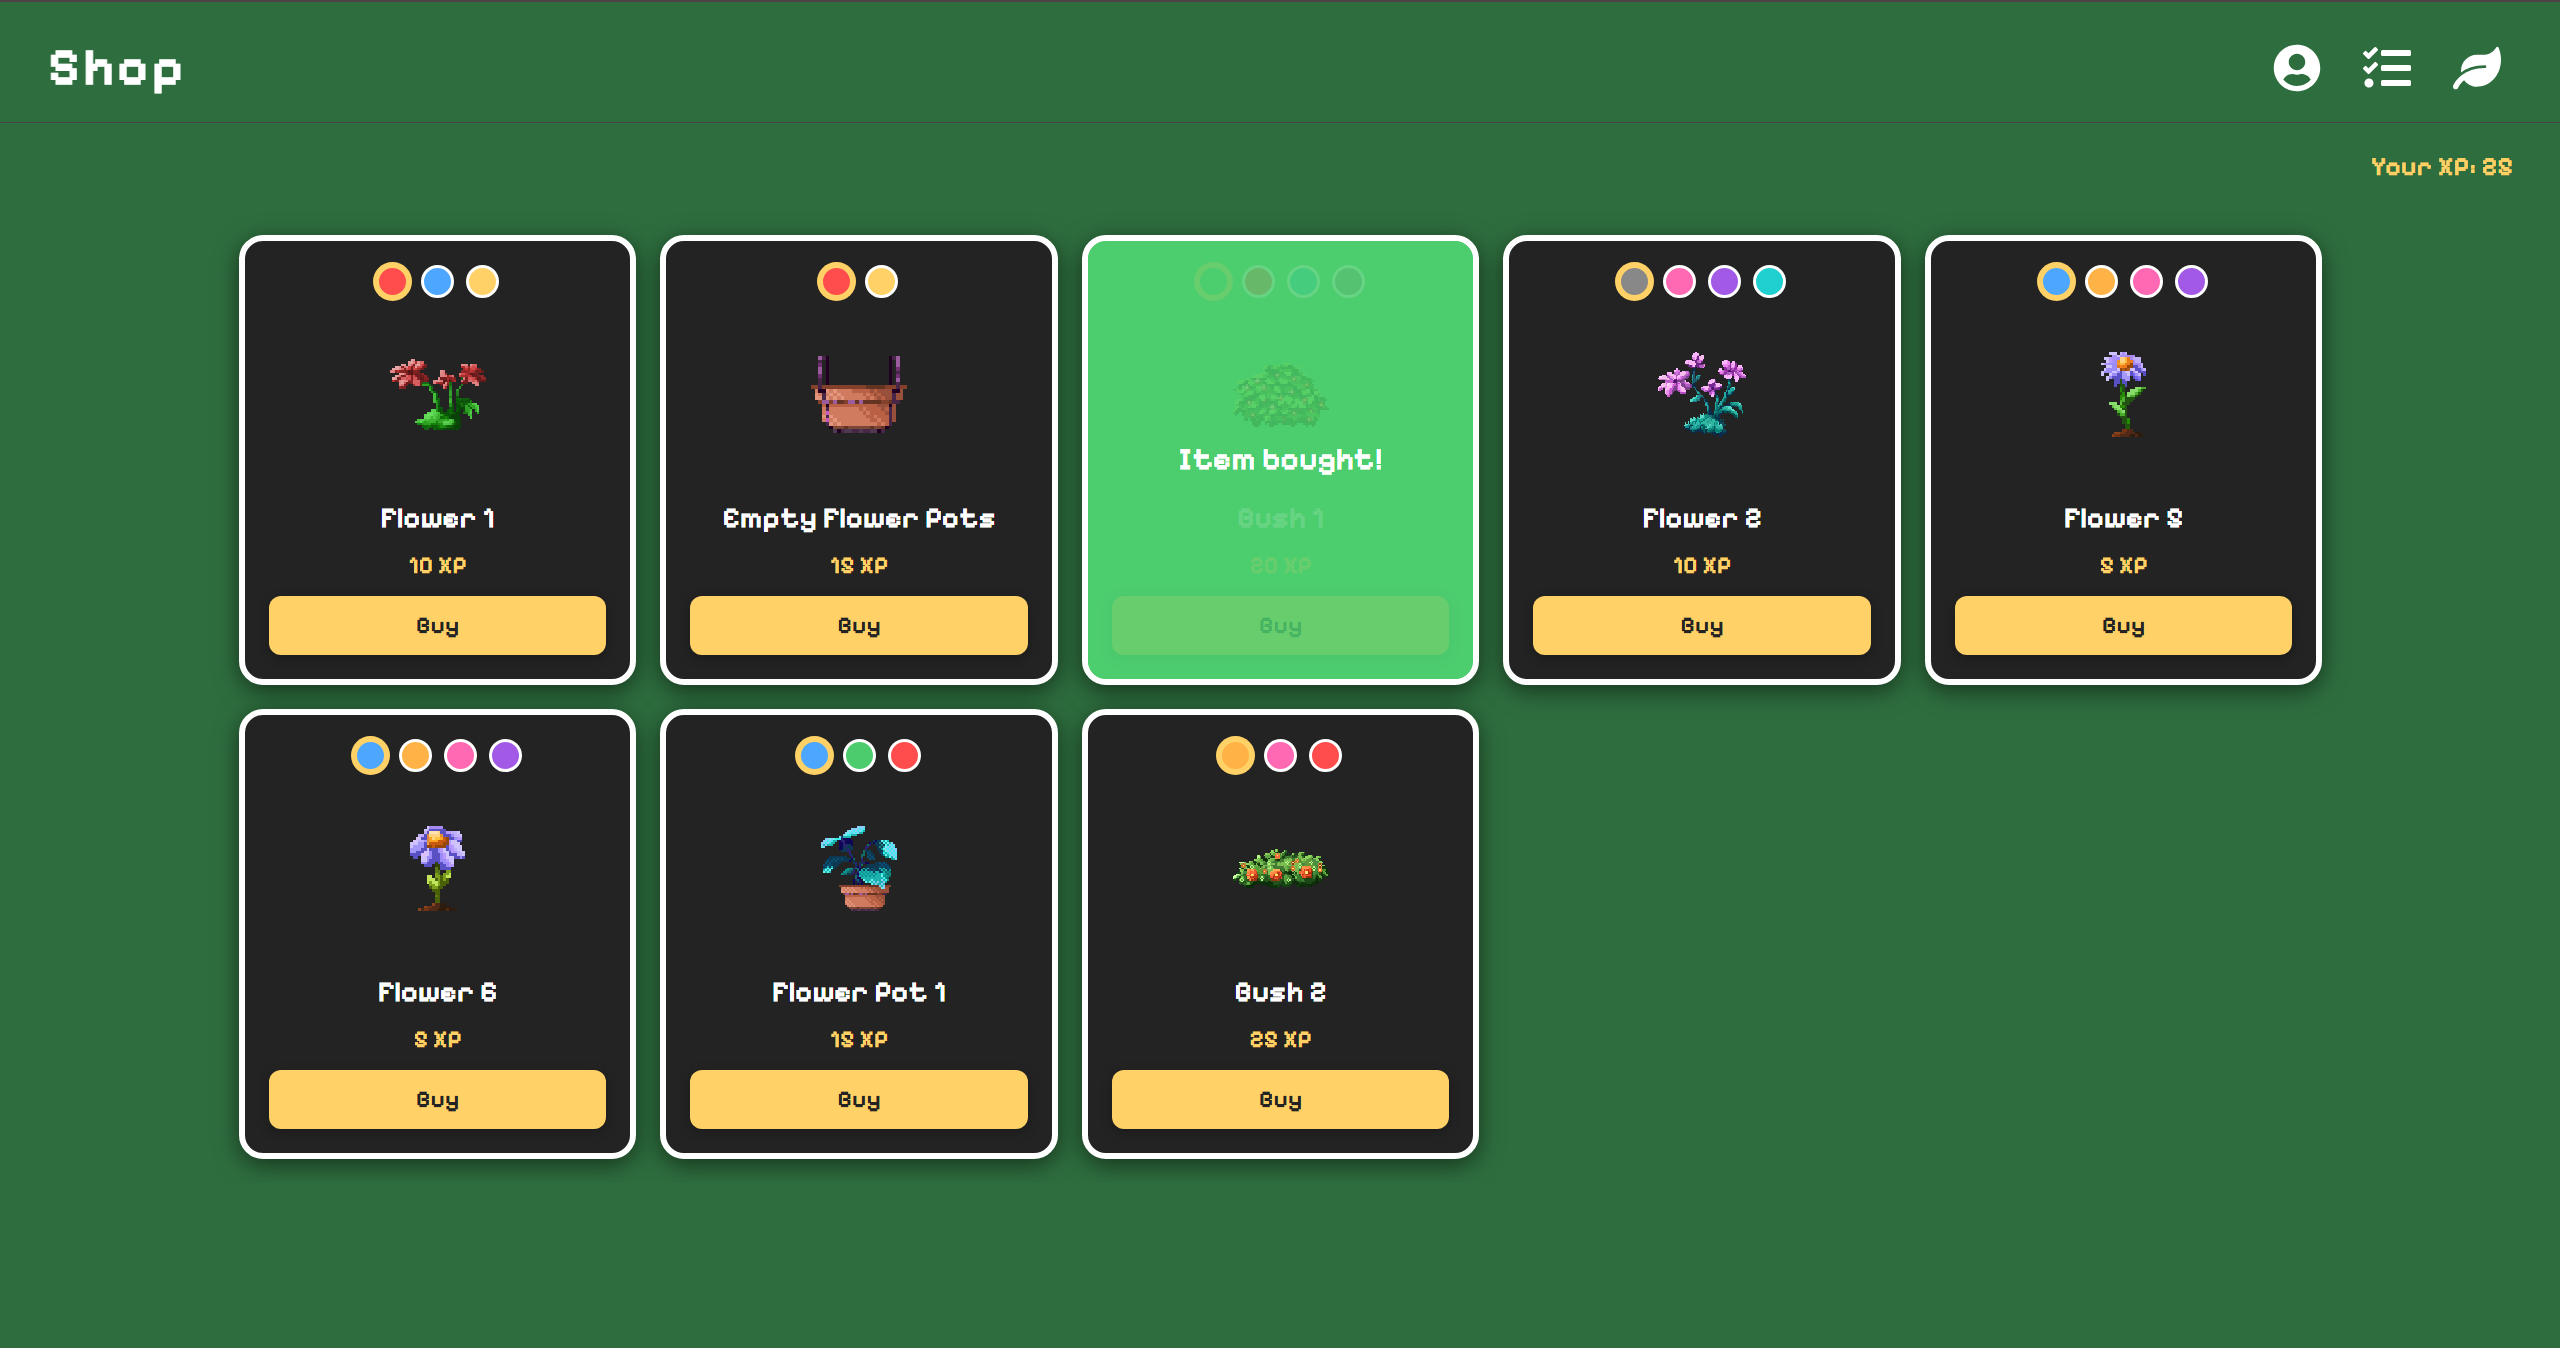 Shop
Your XP: 25
Flower 1
10 XP
Buy
Empty Flower Pots
15 XP
Buy
Item bought!
Bush 1
20 XP
Buy
Flower 2
10 XP
Buy
Flower 5
5 XP
Buy
Flower 6
5 XP
Buy
Flower Pot 1
15 XP
Buy
Bush 2
25 XP
Buy